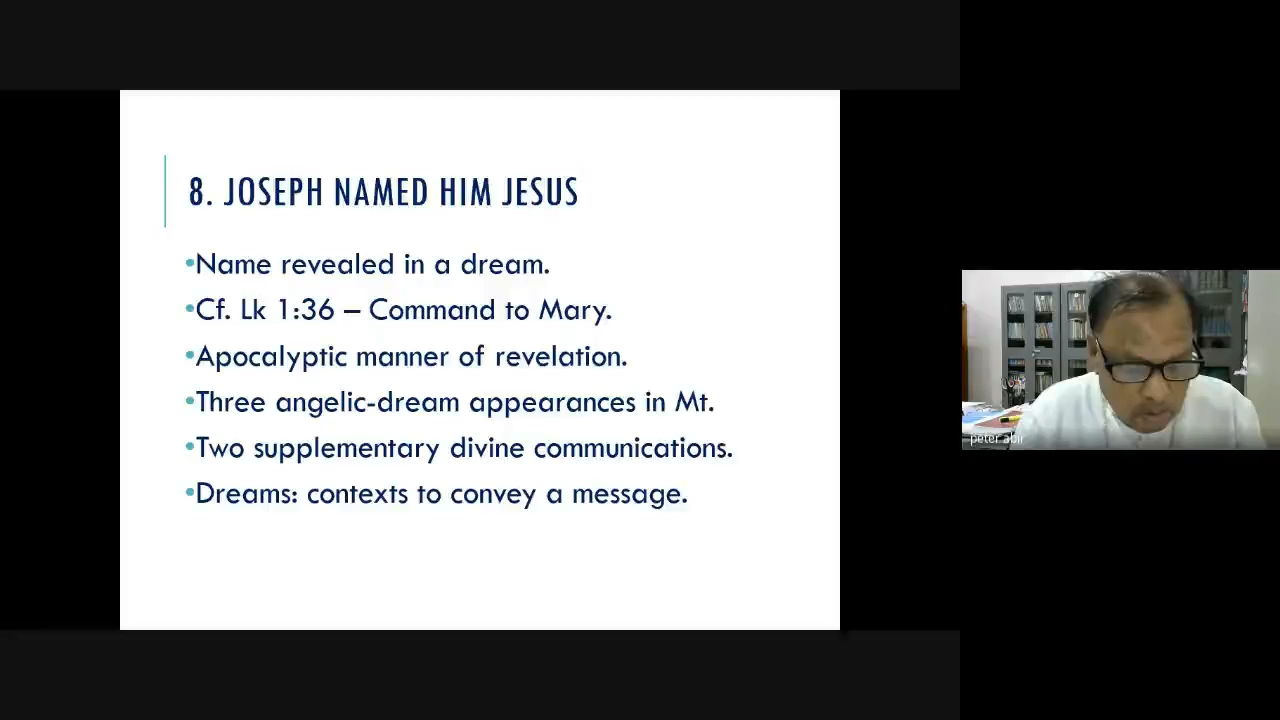 8. JOSEPH NAMED HIM JESUS
•Name revealed in a dream.
•Cf. Lk 1:36 – Command to Mary.
•Apocalyptic manner of revelation.
•Three angelic-dream appearances in Mt.
•Two supplementary divine communications.
•Dreams: contexts to convey a message.
peter abir